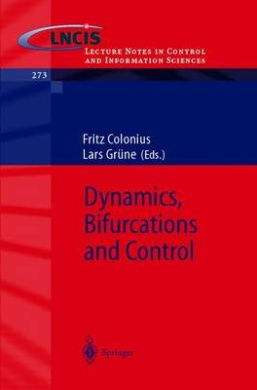 LNCIS
Lecture Notes in Control
and Information Sciences
273
Fritz Colonius
Lars Grüne (Eds.)
Dynamics,
Bifurcations
and Control
Springer